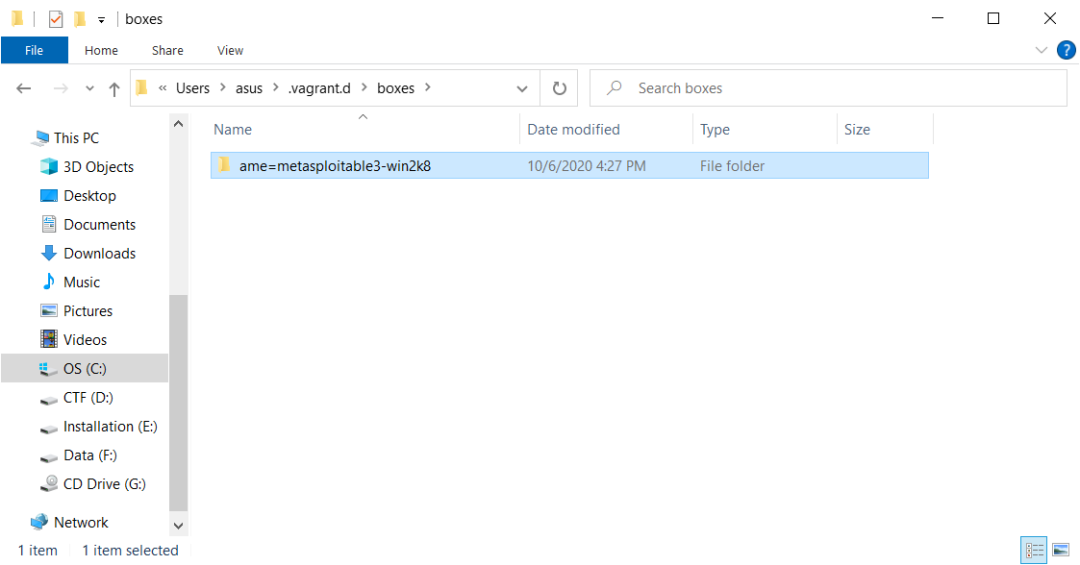 boxes
File Home Share View
?
« Users > asus > .vagrant.d > boxes >
Search boxes
Name Date modified Type Size
ame=metasploitable3-win2k8 10/6/2020 4:27 PM File folder
This PC
3D Objects
Desktop
Documents
Downloads
Music
Pictures
Videos
OS (C:)
CTF (D:)
Installation (E:)
Data (F:)
CD Drive (G:)
Network
1 item 1 item selected